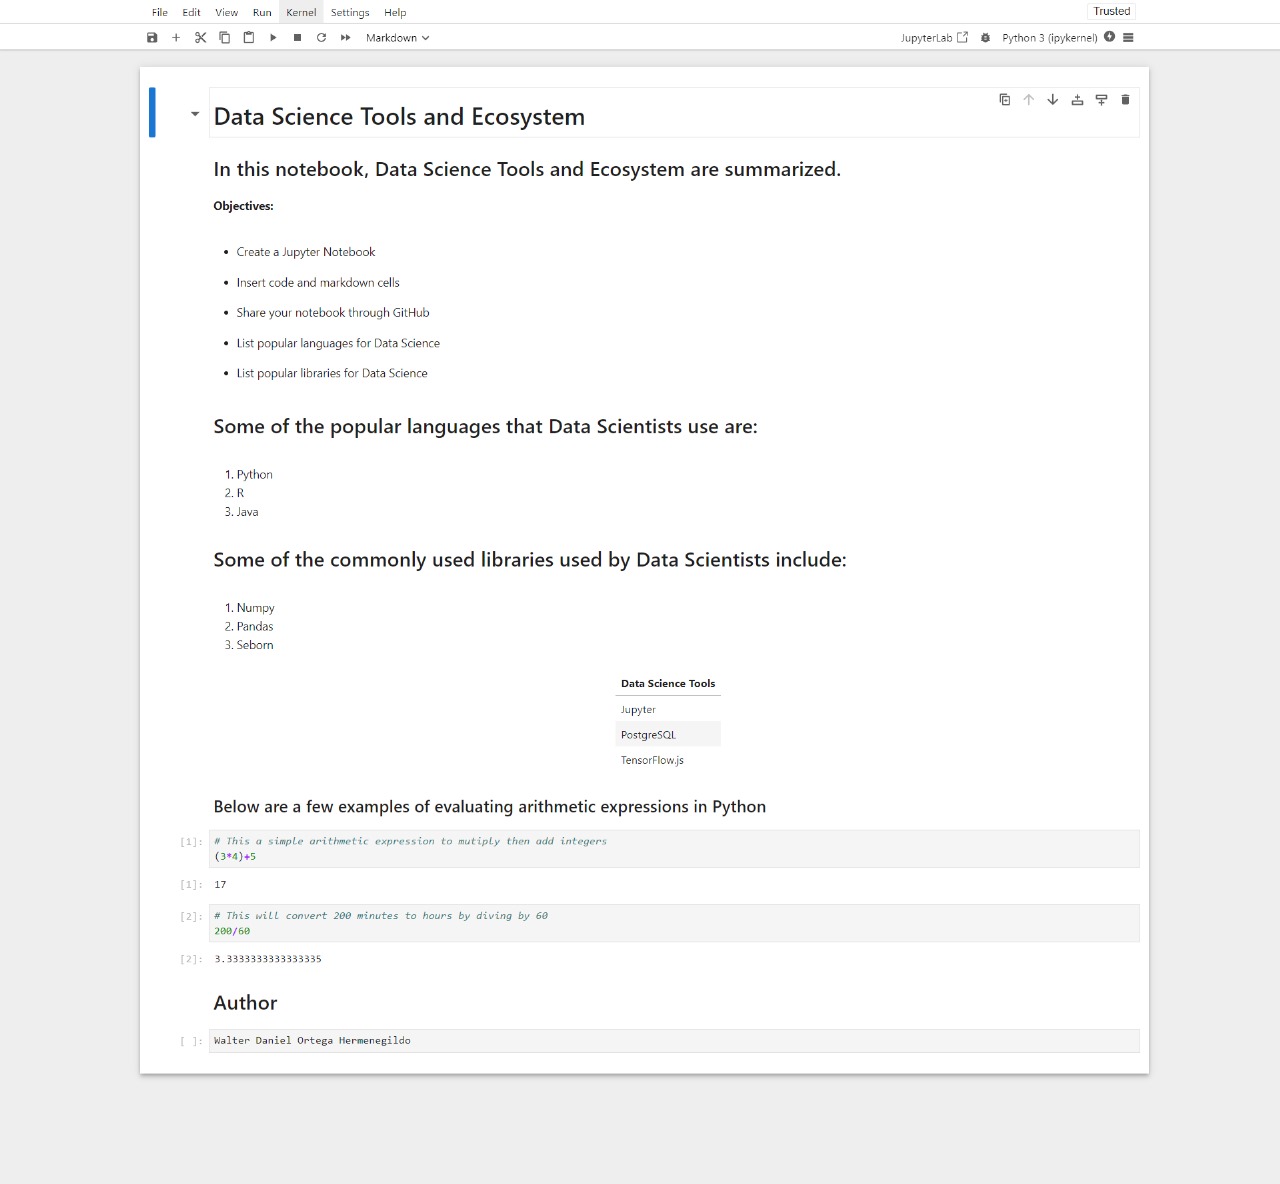 File Edit View Run Kernel Settings Help Trusted
Markdown JupyterLab Python 3 (ipykernel)
Data Science Tools and Ecosystem
In this notebook, Data Science Tools and Ecosystem are summarized.
Objectives:
• Create a Jupyter Notebook
• Insert code and markdown cells
• Share your notebook through GitHub
• List popular languages for Data Science
• List popular libraries for Data Science
Some of the popular languages that Data Scientists use are:
1. Python
2. R
3. Java
Some of the commonly used libraries used by Data Scientists include:
1. Numpy
2. Pandas
3. Seborn
Data Science Tools
Jupyter
PostgreSQL
TensorFlow.js
Below are a few examples of evaluating arithmetic expressions in Python
[1]: # This a simple arithmetic expression to mutiply then add integers
(3*4)+5
[1]: 17
[2]: # This will convert 200 minutes to hours by diving by 60
200/60
[2]: 3.3333333333333335
Author
[ ]: Walter Daniel Ortega Hermenegildo